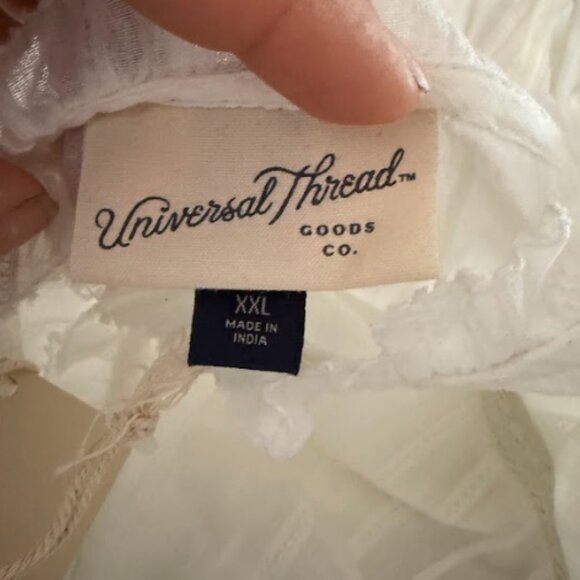 Universal Thread™
GOODS
CO.
XXL
MADE IN
INDIA